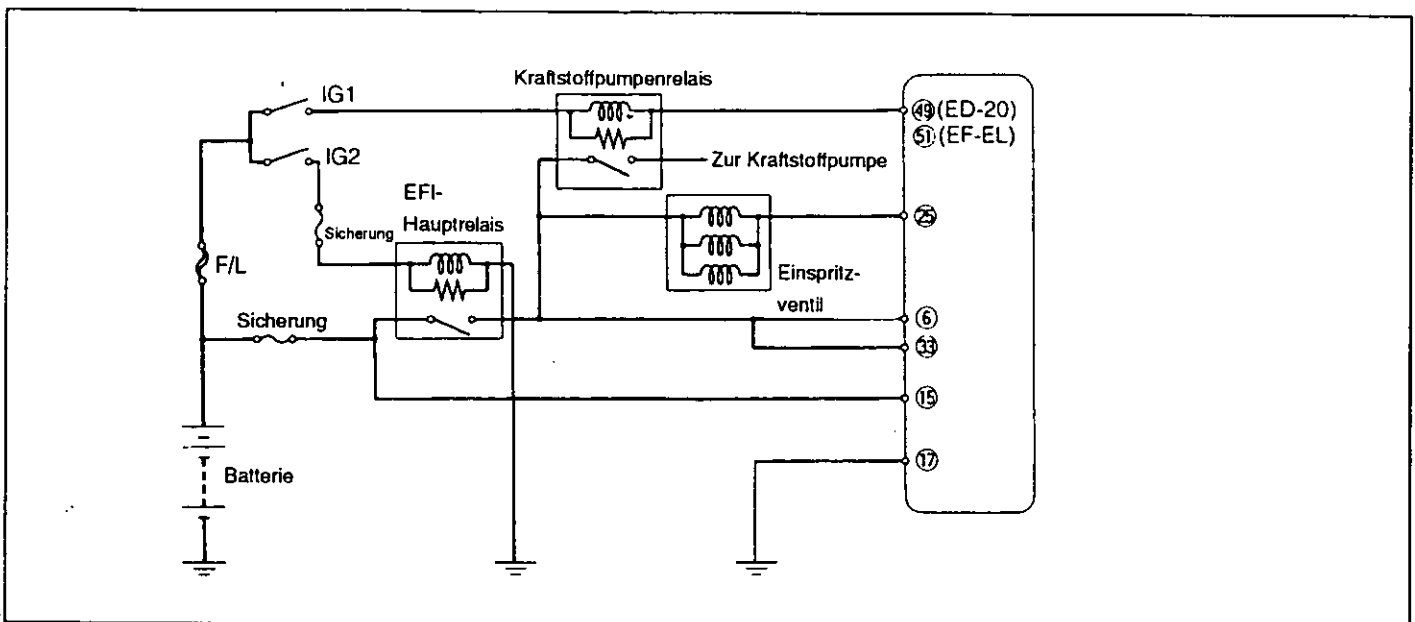 Kraftstoffpumpenrelais
IG1
49 (ED-20)
51 (EF-EL)
IG2
Zur Kraftstoffpumpe
EFI-
Hauptrelais
Sicherung
25
F/L
Einspritz-
ventil
Sicherung
6
33
15
17
Batterie